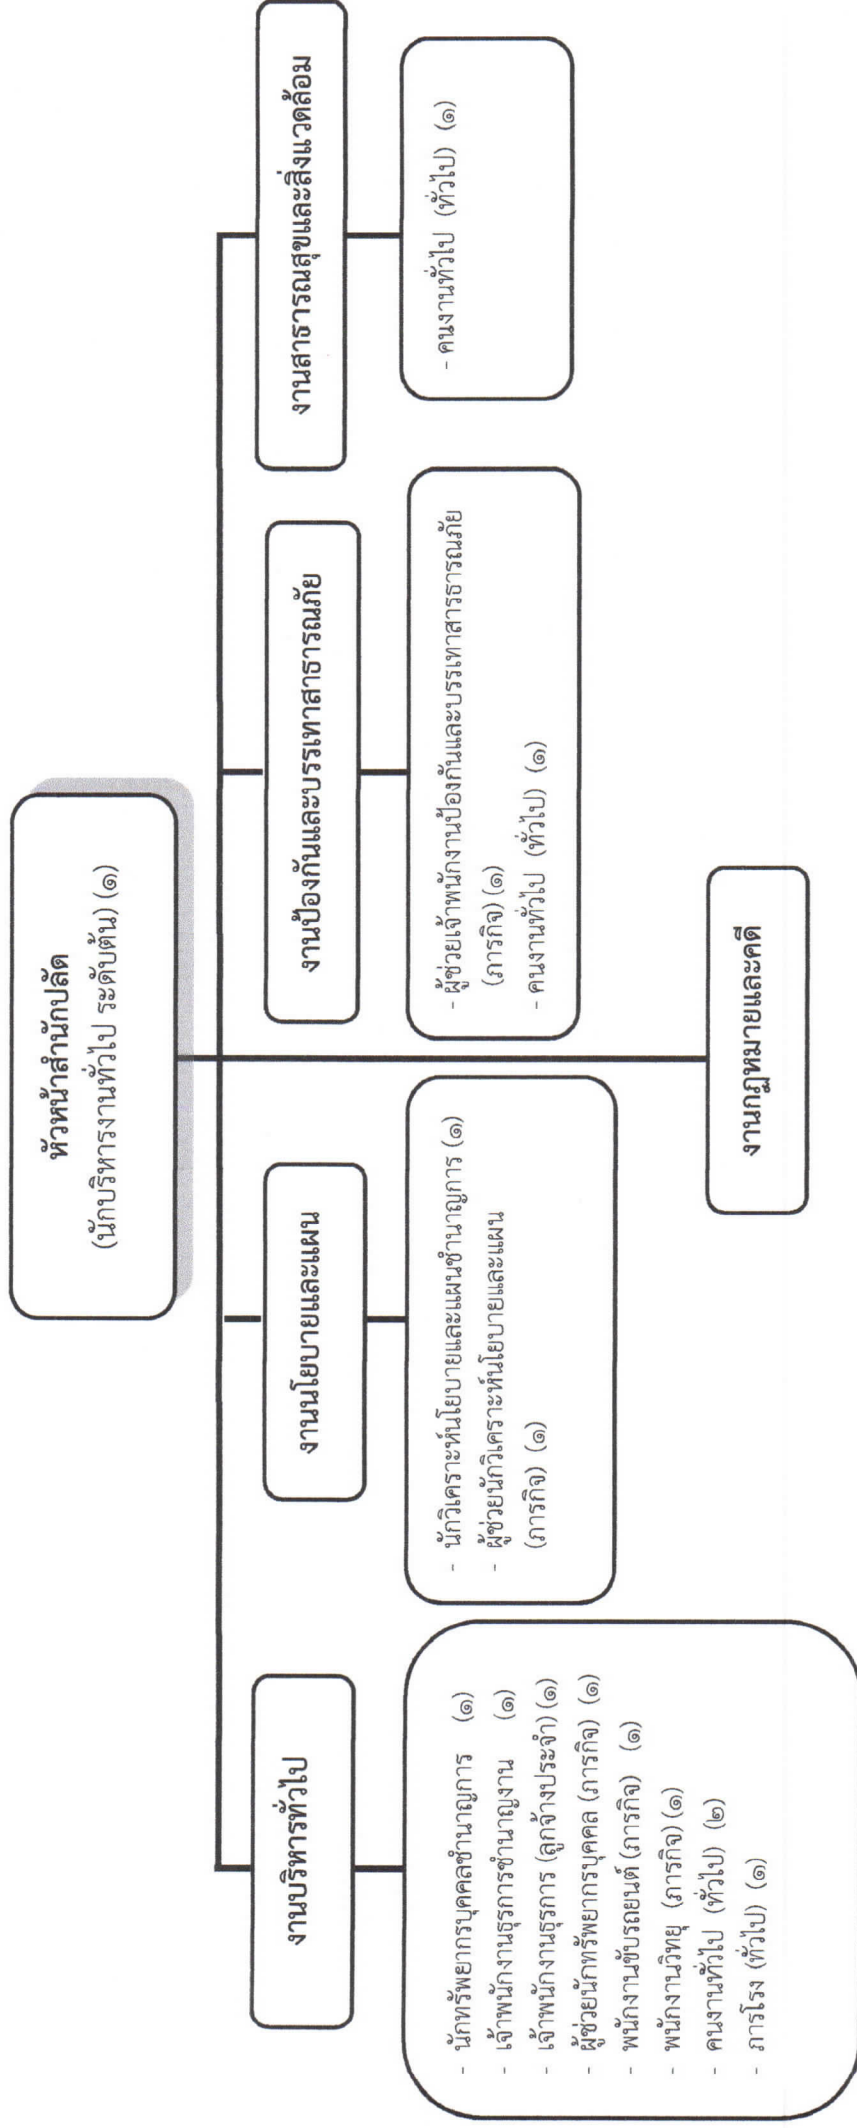 หัวหน้าสำนักปลัด
(นักบริหารงานทั่วไป ระดับต้น) (๑)
งานบริหารทั่วไป
- นักทรัพยากรบุคคลชำนาญการ (๑)
- เจ้าพนักงานธุรการชำนาญงาน (๑)
- เจ้าพนักงานธุรการ (ลูกจ้างประจำ) (๑)
- ผู้ช่วยนักทรัพยากรบุคคล (ภารกิจ) (๑)
- พนักงานขับรถยนต์ (ภารกิจ) (๑)
- พนักงานวิทยุ (ภารกิจ) (๑)
- คนงานทั่วไป (ทั่วไป) (๒)
- ภารโรง (ทั่วไป) (๑)
งานนโยบายและแผน
- นักวิเคราะห์นโยบายและแผนชำนาญการ (๑)
- ผู้ช่วยนักวิเคราะห์นโยบายและแผน
(ภารกิจ) (๑)
งานป้องกันและบรรเทาสาธารณภัย
- ผู้ช่วยเจ้าพนักงานป้องกันและบรรเทาสารธารณภัย
(ภารกิจ) (๑)
- คนงานทั่วไป (ทั่วไป) (๑)
งานสาธารณสุขและสิ่งแวดล้อม
- คนงานทั่วไป (ทั่วไป) (๑)
งานกฎหมายและคดี